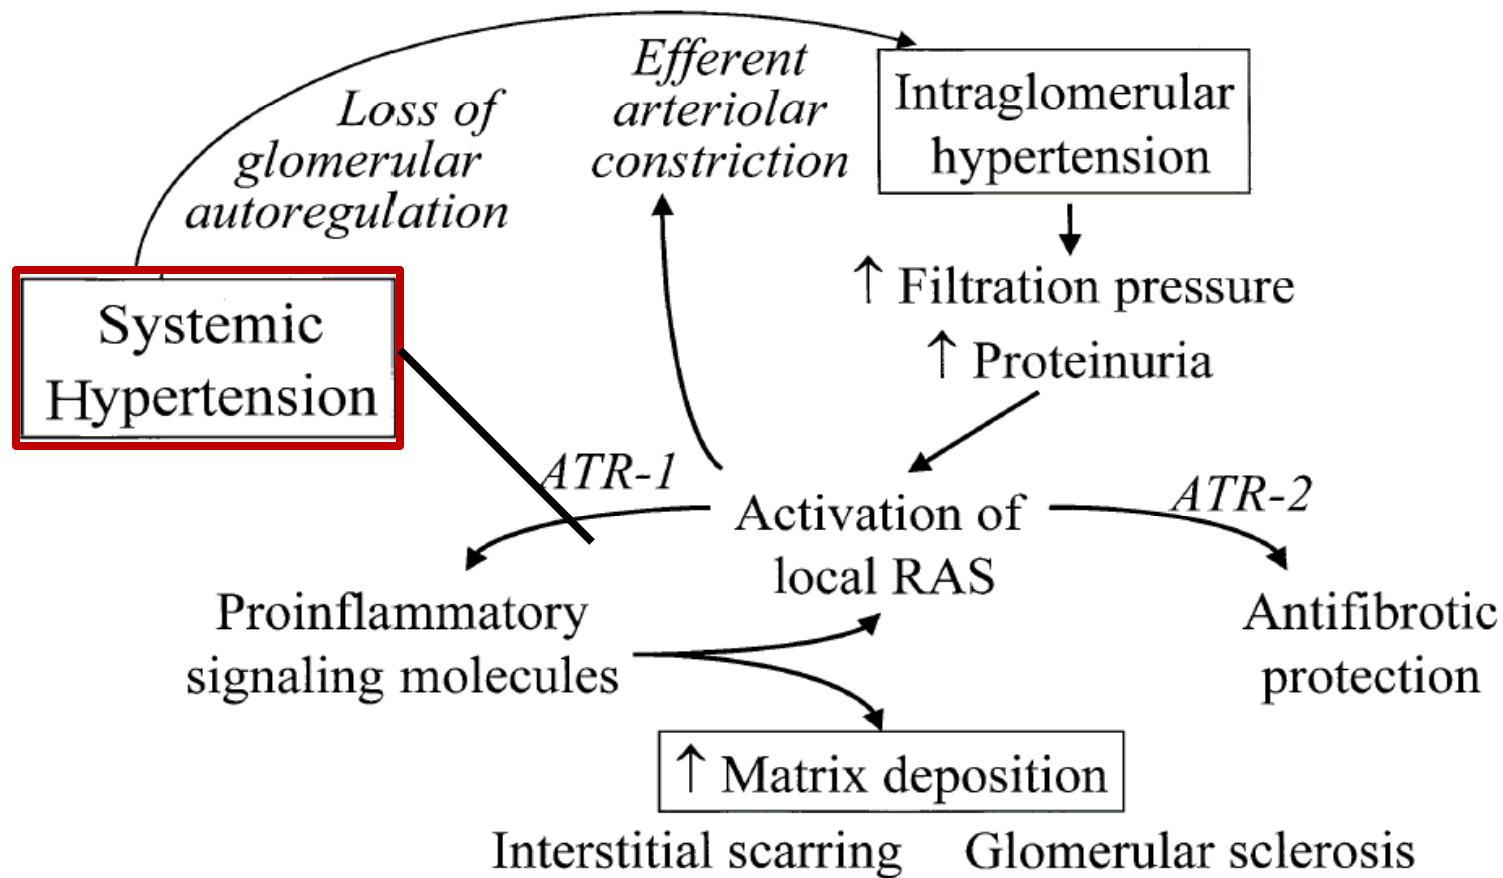 Loss of
glomerular
autoregulation
Efferent
arteriolar
constriction
Intraglomerular
hypertension
↑ Filtration pressure
↑ Proteinuria
Systemic
Hypertension
ATR-1
Activation of
local RAS
ATR-2
Proinflammatory
signaling molecules
Antifibrotic
protection
↑ Matrix deposition
Interstitial scarring
Glomerular sclerosis